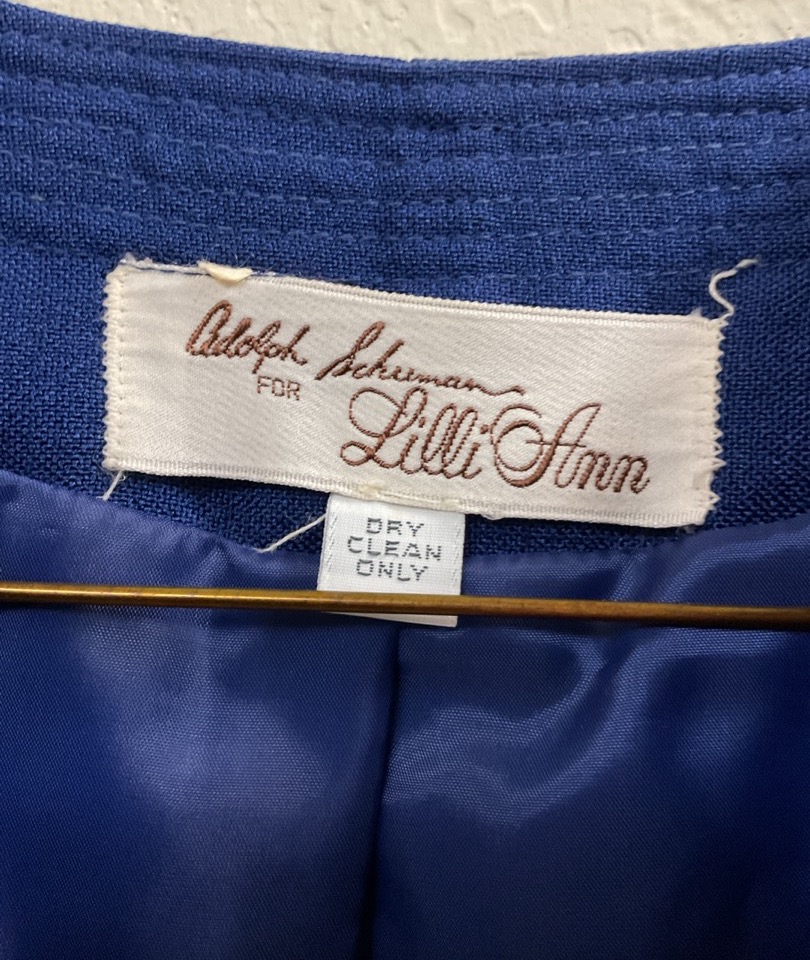 Adolph Schuman
FOR
Lilli Ann
DRY
CLEAN
ONLY